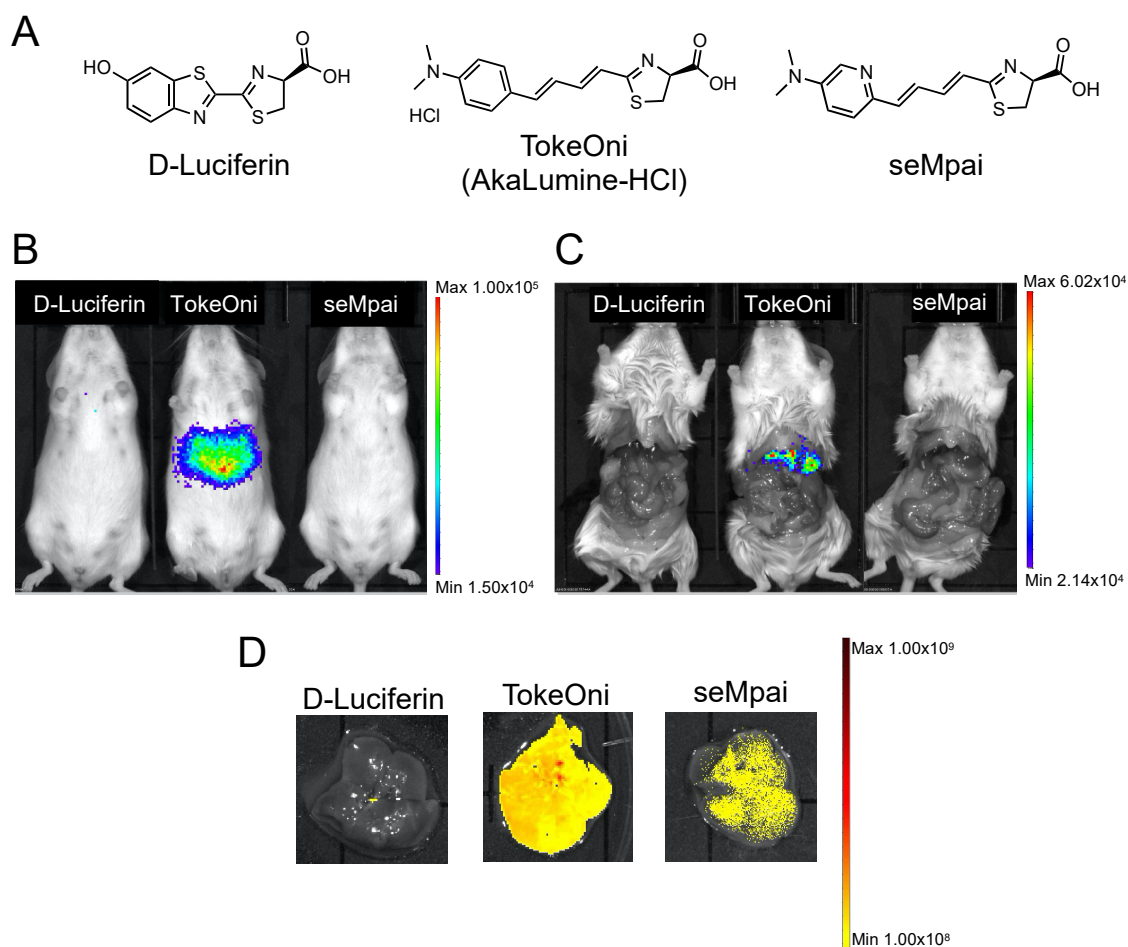 A
HO
S
N
N
S
O
OH
D-Luciferin
N
HCl
N
S
O
OH
TokeOni
(AkaLumine-HCl)
N
N
N
S
O
OH
seMpai
B
D-Luciferin TokeOni seMpai
Max 1.00x10⁵
Min 1.50x10⁴
C
D-Luciferin TokeOni seMpai
Max 6.02x10⁴
Min 2.14x10⁴
D
D-Luciferin TokeOni seMpai
Max 1.00x10⁹
Min 1.00x10⁸